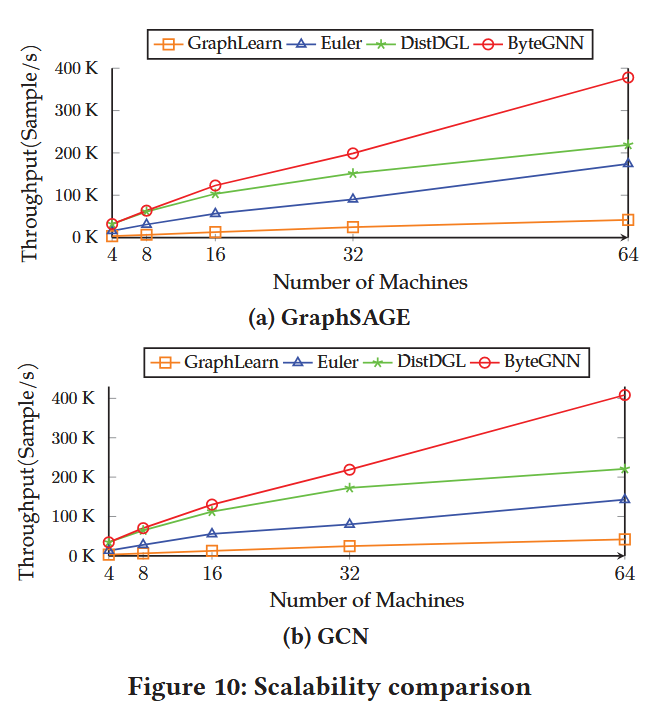 GraphLearn Euler DistDGL ByteGNN
400 K
300 K
200 K
100 K
0 K
Throughput(Sample/s)
4 8 16 32 64
Number of Machines
(a) GraphSAGE
GraphLearn Euler DistDGL ByteGNN
400 K
300 K
200 K
100 K
0 K
Throughput(Sample/s)
4 8 16 32 64
Number of Machines
(b) GCN
Figure 10: Scalability comparison